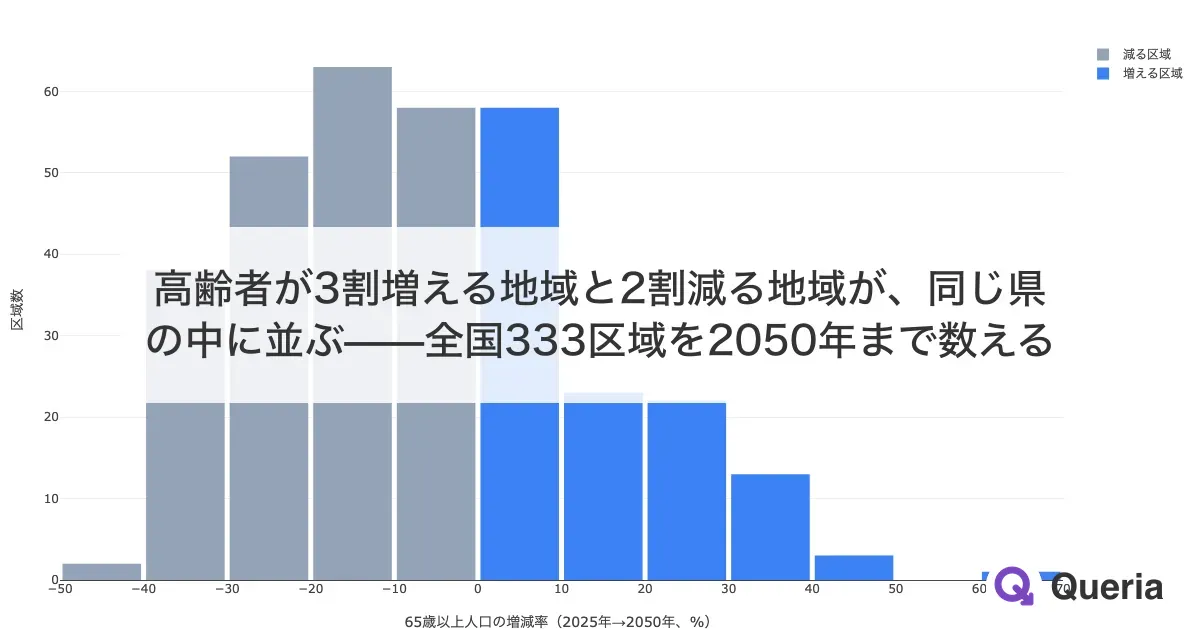 減る区域
増える区域
60
50
40
30
20
10
0
区域数
高齢者が3割増える地域と2割減る地域が、同じ県
の中に並ぶ——全国333区域を2050年まで数える
−50 −40 −30 −20 −10 0 10 20 30 40 50 60 70
65歳以上人口の増減率（2025年→2050年、%）
Queria